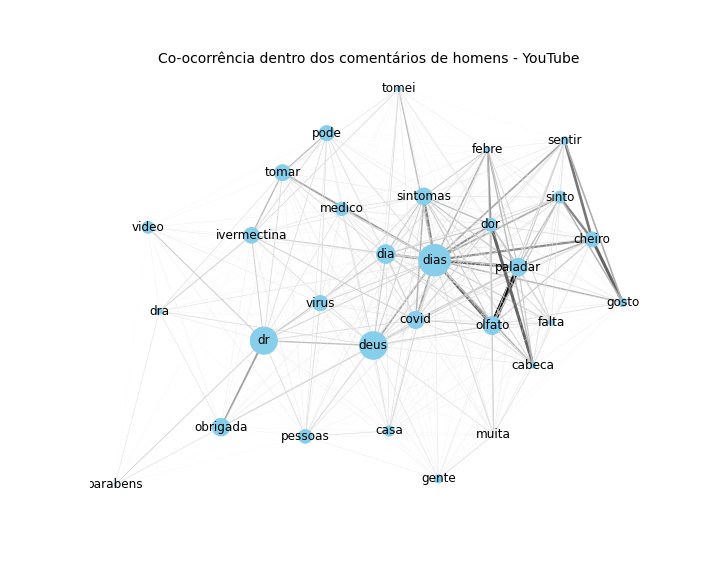 Co-ocorrência dentro dos comentários de homens - YouTube
tomei
pode
sentir
febre
tomar
sintomas
sinto
medico
dor
video
ivermectina
cheiro
dia
dias
paladar
virus
gosto
dra
covid
olfato
falta
dr
deus
cabeca
obrigada
pessoas
casa
muita
gente
parabens